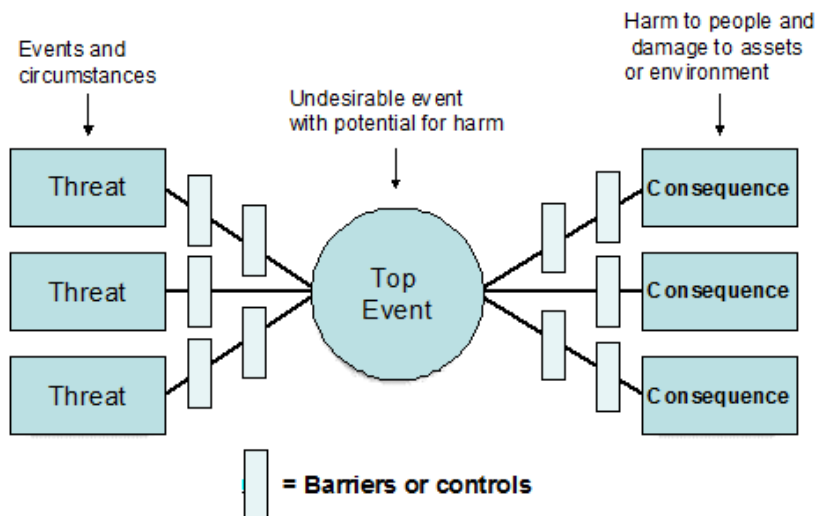 Events and
circumstances
Undesirable event
with potential for harm
Harm to people and
damage to assets
or environment
Threat
Threat
Threat
Top
Event
Consequence
Consequence
Consequence
= Barriers or controls